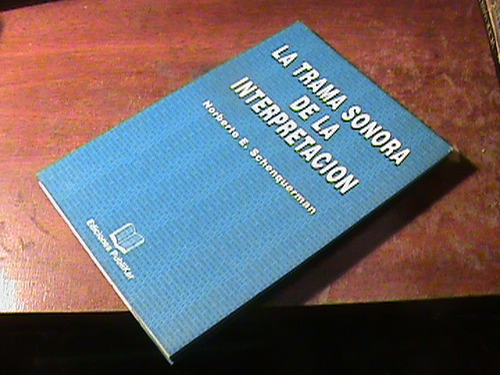 LA TRAMA SONORA
DE LA
INTERPRETACION
Norberto E. Schenquerman
Ediciones Publikar